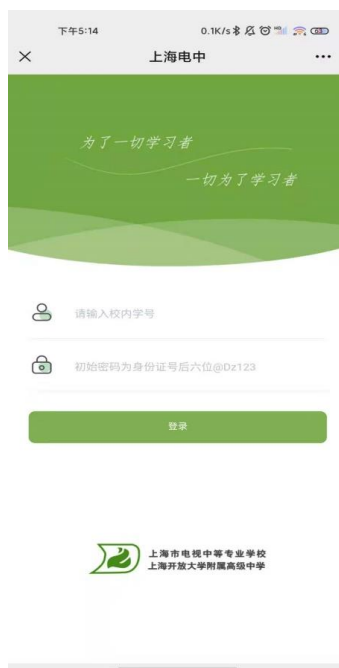 下午5:14
0.1K/s
上海电中
为了一切学习者
一切为了学习者
请输入校内学号
初始密码为身份证号后六位@Dz123
登录
上海市电视中等专业学校
上海开放大学附属高级中学